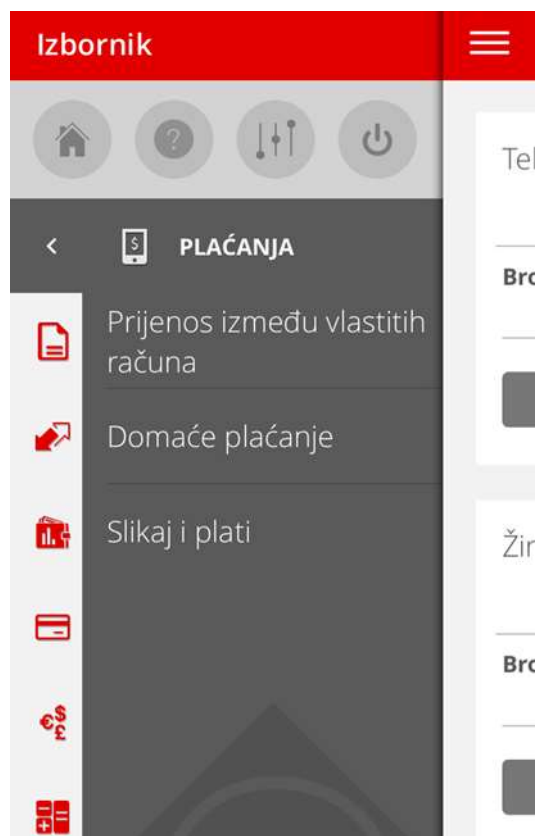 Izbornik
PLAĆANJA
Prijenos između vlastitih
računa
Domaće plaćanje
Slikaj i plati